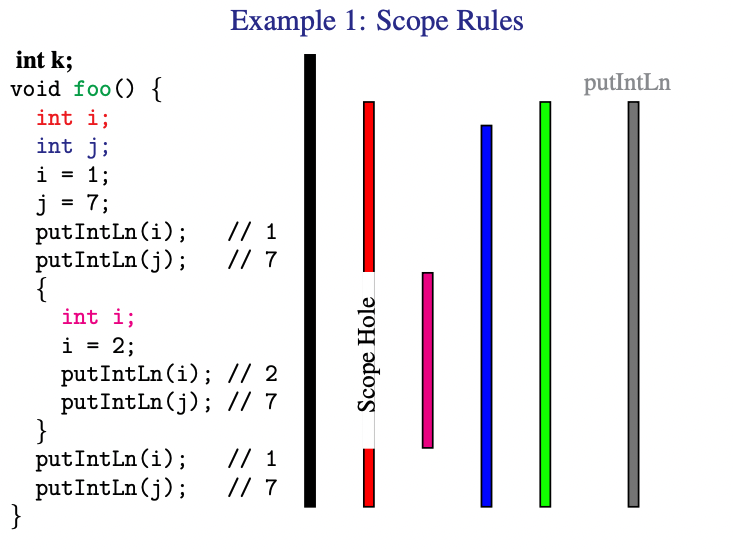 Example 1: Scope Rules
int k;
putIntLn
void foo() {
int i;
int j;
i = 1;
j = 7;
putIntLn(i); // 1
putIntLn(j); // 7
{
Scope Hole
int i;
i = 2;
putIntLn(i); // 2
putIntLn(j); // 7
}
putIntLn(i); // 1
putIntLn(j); // 7
}